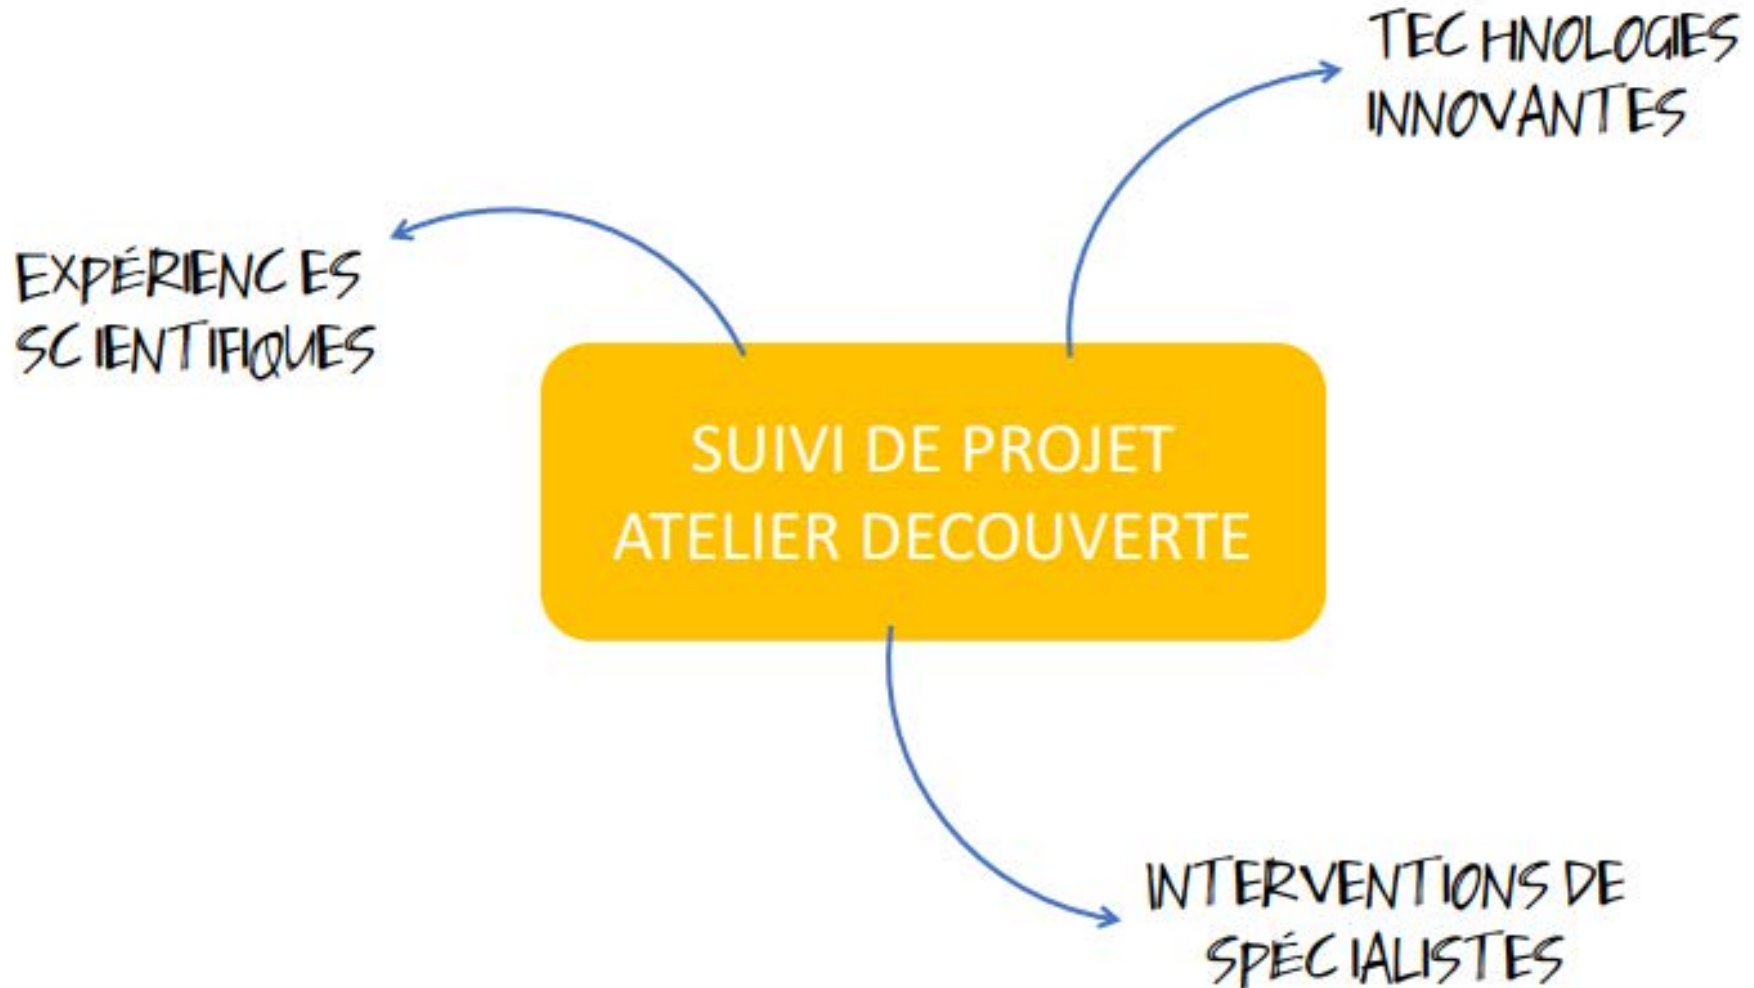 TECHNOLOGIES
INNOVANTES
EXPÉRIENCES
SCIENTIFIQUES
SUIVI DE PROJET
ATELIER DECOUVERTE
INTERVENTIONS DE
SPÉCIALISTES